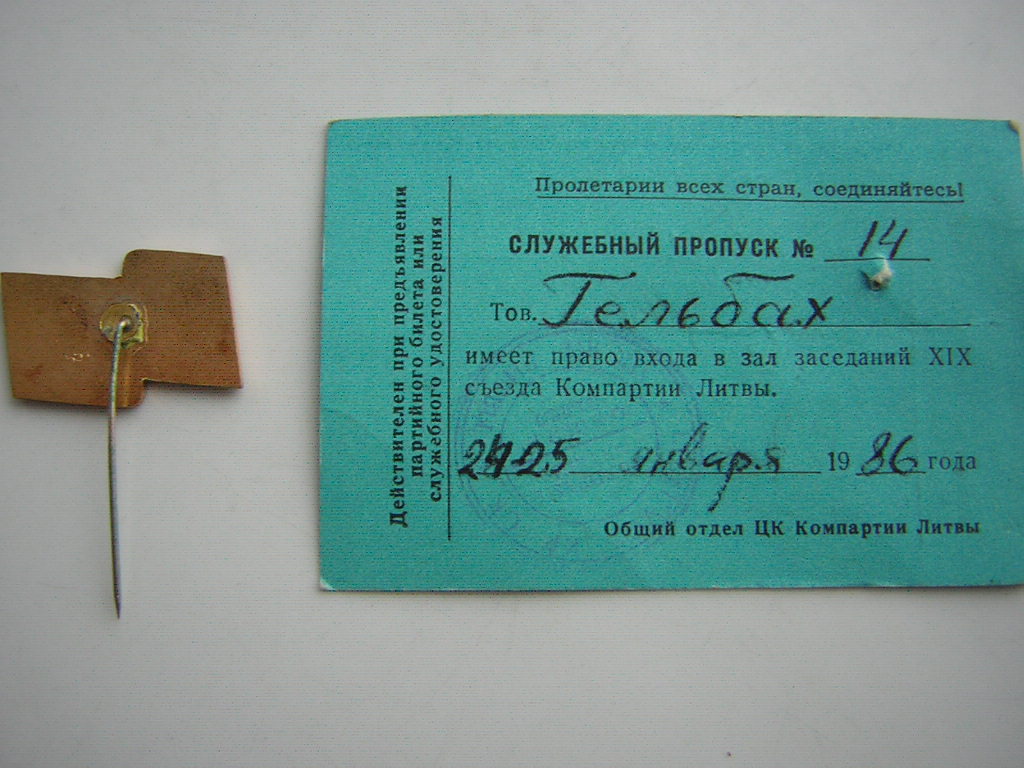 Действителен при предъявлении
партийного билета или
служебного удостоверения
Пролетарии всех стран, соединяйтесь!
СЛУЖЕБНЫЙ ПРОПУСК № 14
Тов. Гельбах
имеет право входа в зал заседаний XIX
съезда Компартии Литвы.
24-25 января 1986 года
Общий отдел ЦК Компартии Литвы